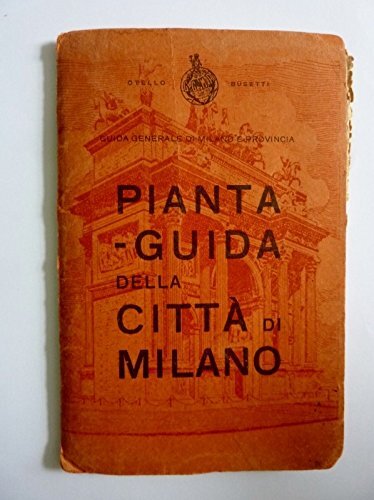 OTELLO BUSETTI
GUIDA GENERALE DI MILANO E PROVINCIA
PIANTA
-GUIDA
DELLA
CITTÀ DI
MILANO